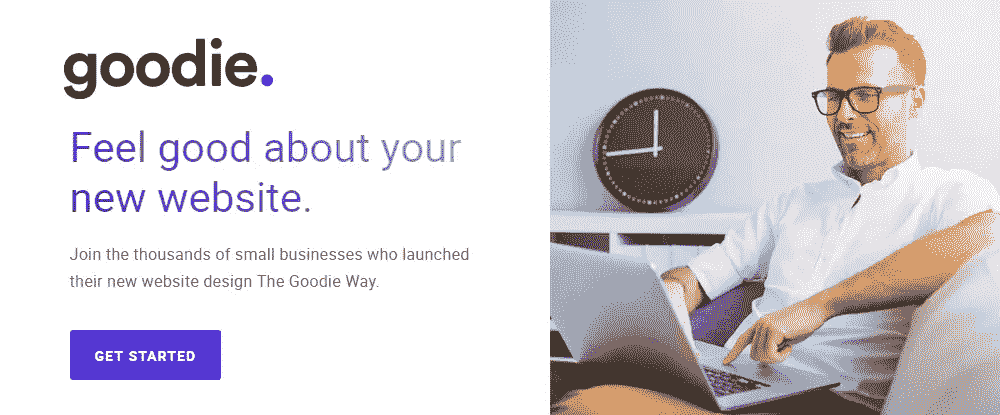 goodie.
Feel good about your
new website.
Join the thousands of small businesses who launched
their new website design The Goodie Way.
GET STARTED